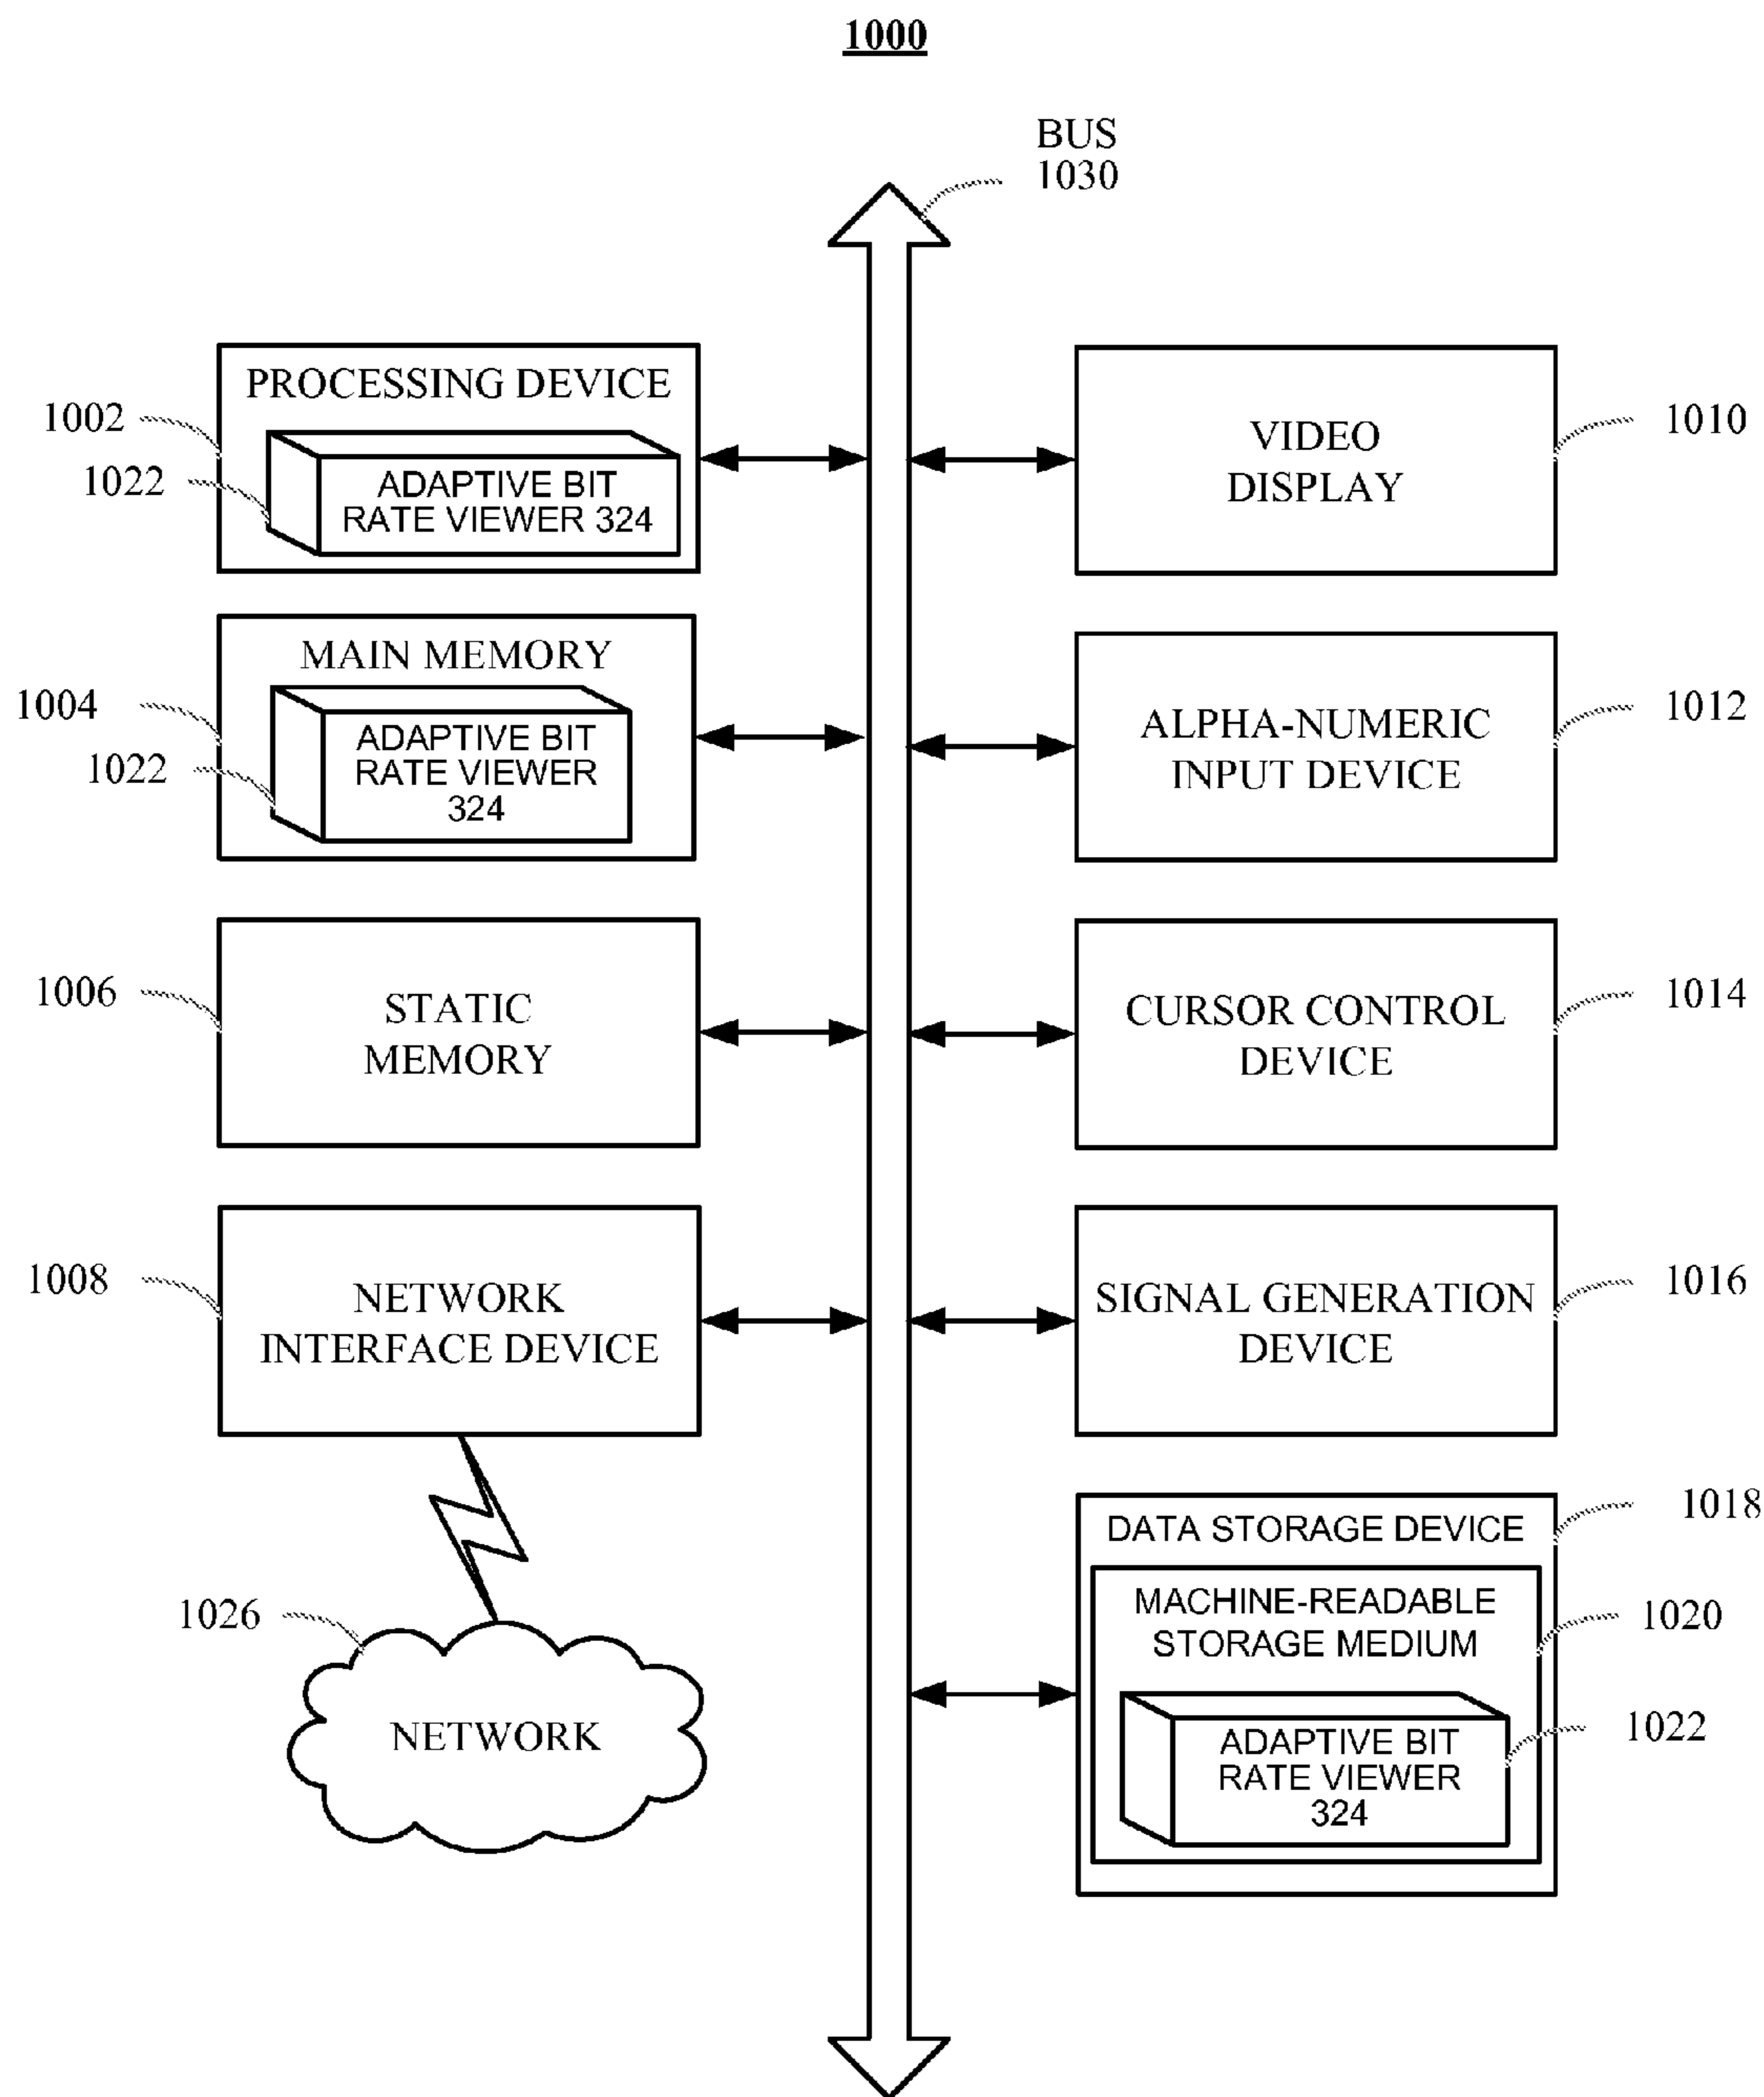 1000
BUS
1030
PROCESSING DEVICE
1002
1022
ADAPTIVE BIT
RATE VIEWER 324
MAIN MEMORY
1004
1022
ADAPTIVE BIT
RATE VIEWER
324
1006
STATIC
MEMORY
1008
NETWORK
INTERFACE DEVICE
1026
NETWORK
VIDEO
DISPLAY
1010
ALPHA-NUMERIC
INPUT DEVICE
1012
CURSOR CONTROL
DEVICE
1014
SIGNAL GENERATION
DEVICE
1016
DATA STORAGE DEVICE
1018
MACHINE-READABLE
STORAGE MEDIUM
1020
ADAPTIVE BIT
RATE VIEWER
324
1022